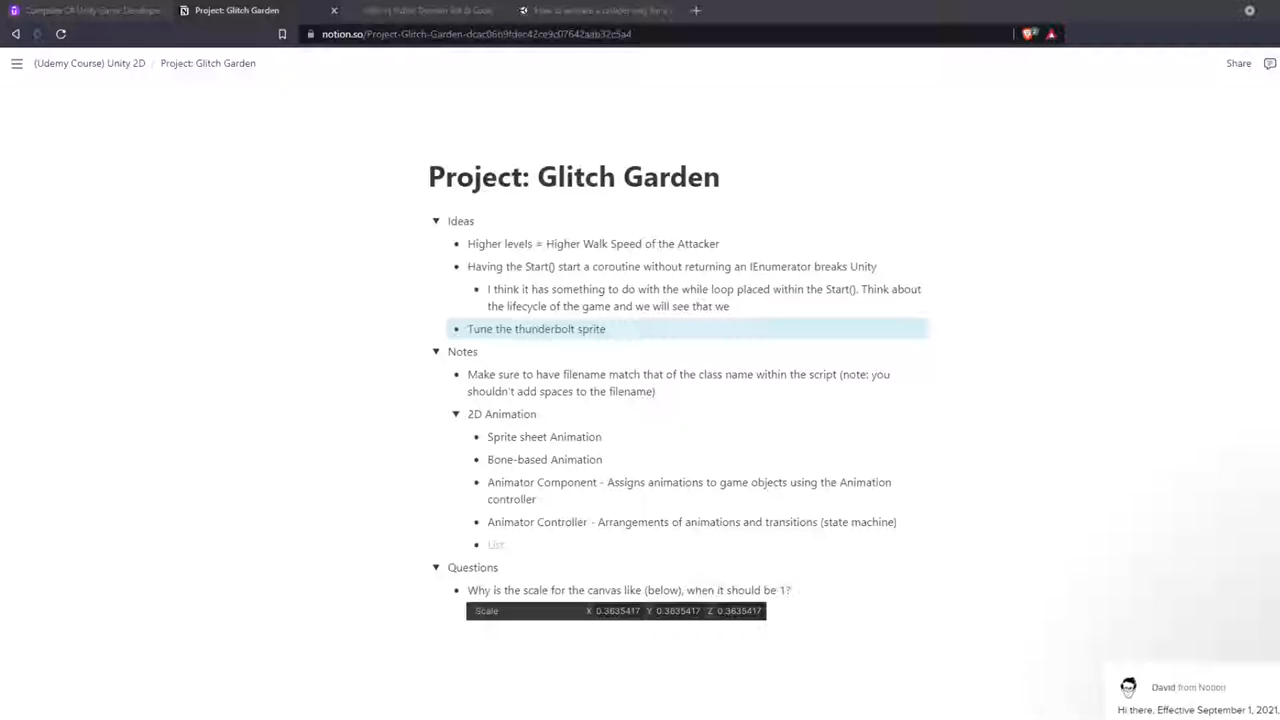 Complete C# Unity Game Develope
Project: Glitch Garden
notion.so/Project-Glitch-Garden-dcac06b9fdec42ce9c07642aab32c5a4
(Udemy Course) Unity 2D / Project: Glitch Garden
Share
Project: Glitch Garden
Ideas
Higher levels = Higher Walk Speed of the Attacker
Having the Start() start a coroutine without returning an IEnumerator breaks Unity
I think it has something to do with the while loop placed within the Start(). Think about
the lifecycle of the game and we will see that we
Tune the thunderbolt sprite
Notes
Make sure to have filename match that of the class name within the script (note: you
shouldn't add spaces to the filename)
2D Animation
Sprite sheet Animation
Bone-based Animation
Animator Component - Assigns animations to game objects using the Animation
controller
Animator Controller - Arrangements of animations and transitions (state machine)
List
Questions
Why is the scale for the canvas like (below), when it should be 1?
Scale X 0.3635417 Y 0.3635417 Z 0.3635417
David from Notion
Hi there, Effective September 1, 2021,